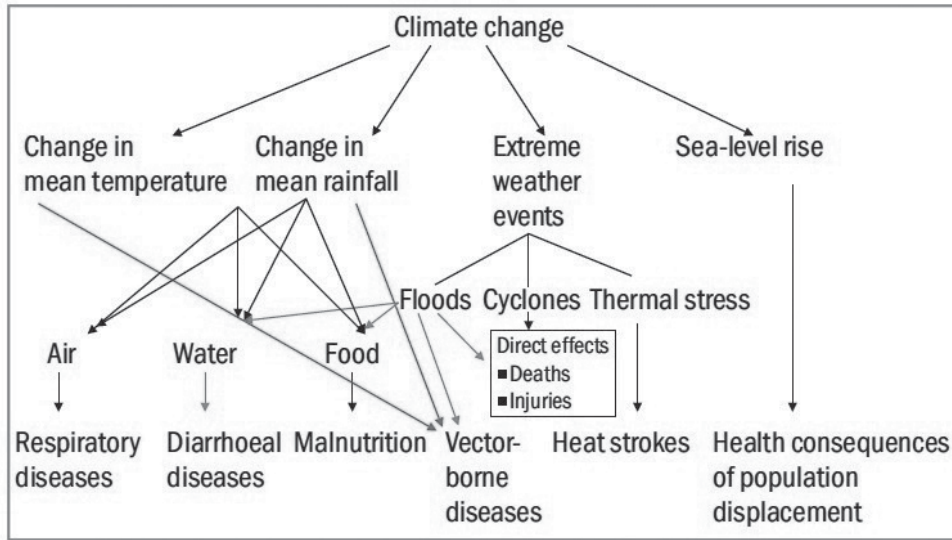 Climate change
Change in
mean temperature
Change in
mean rainfall
Extreme
weather
events
Sea-level rise
Floods
Cyclones
Thermal stress
Air
Water
Food
Direct effects
■ Deaths
■ Injuries
Respiratory
diseases
Diarrhoeal
diseases
Malnutrition
Vector-
borne
diseases
Heat strokes
Health consequences
of population
displacement